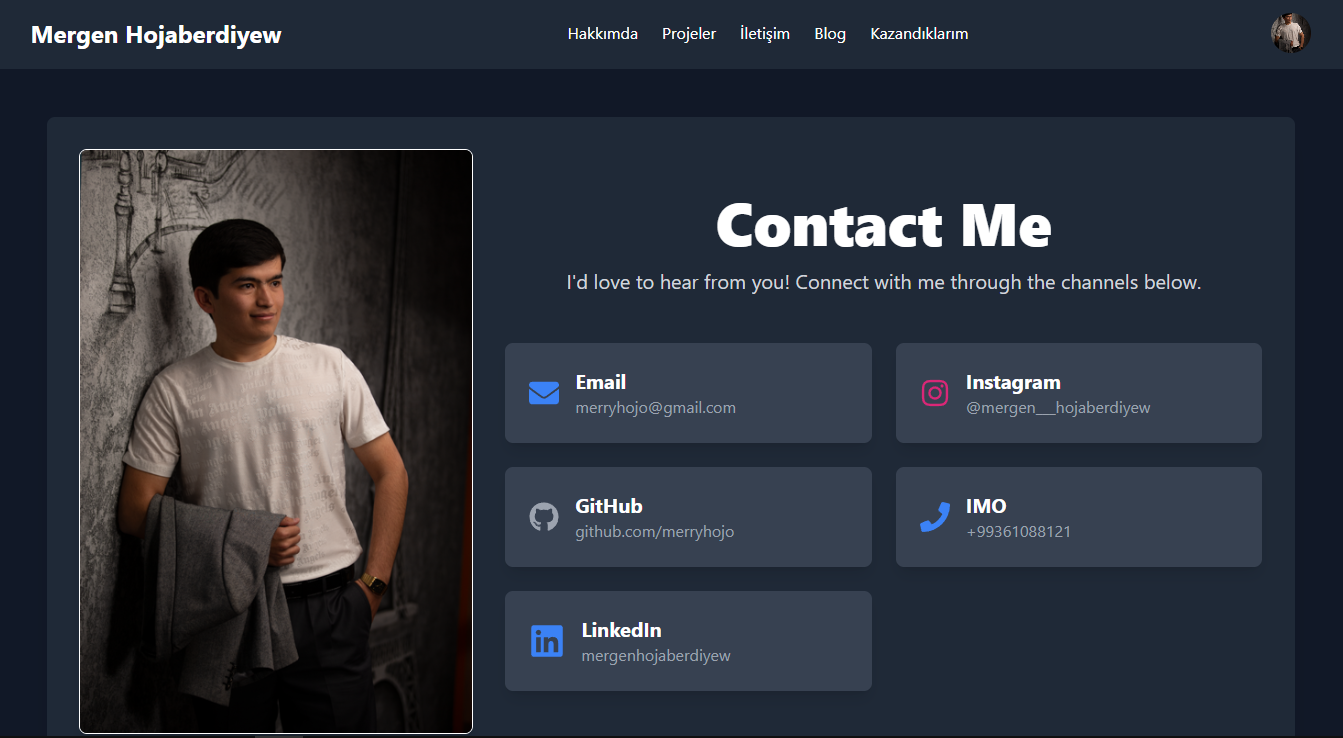 Mergen Hojaberdiyew
Hakkımda Projeler İletişim Blog Kazandıklarım
Contact Me
I'd love to hear from you! Connect with me through the channels below.
Email
merryhojo@gmail.com
Instagram
@mergen___hojaberdiyew
GitHub
github.com/merryhojo
IMO
+99361088121
LinkedIn
mergenhojaberdiyew